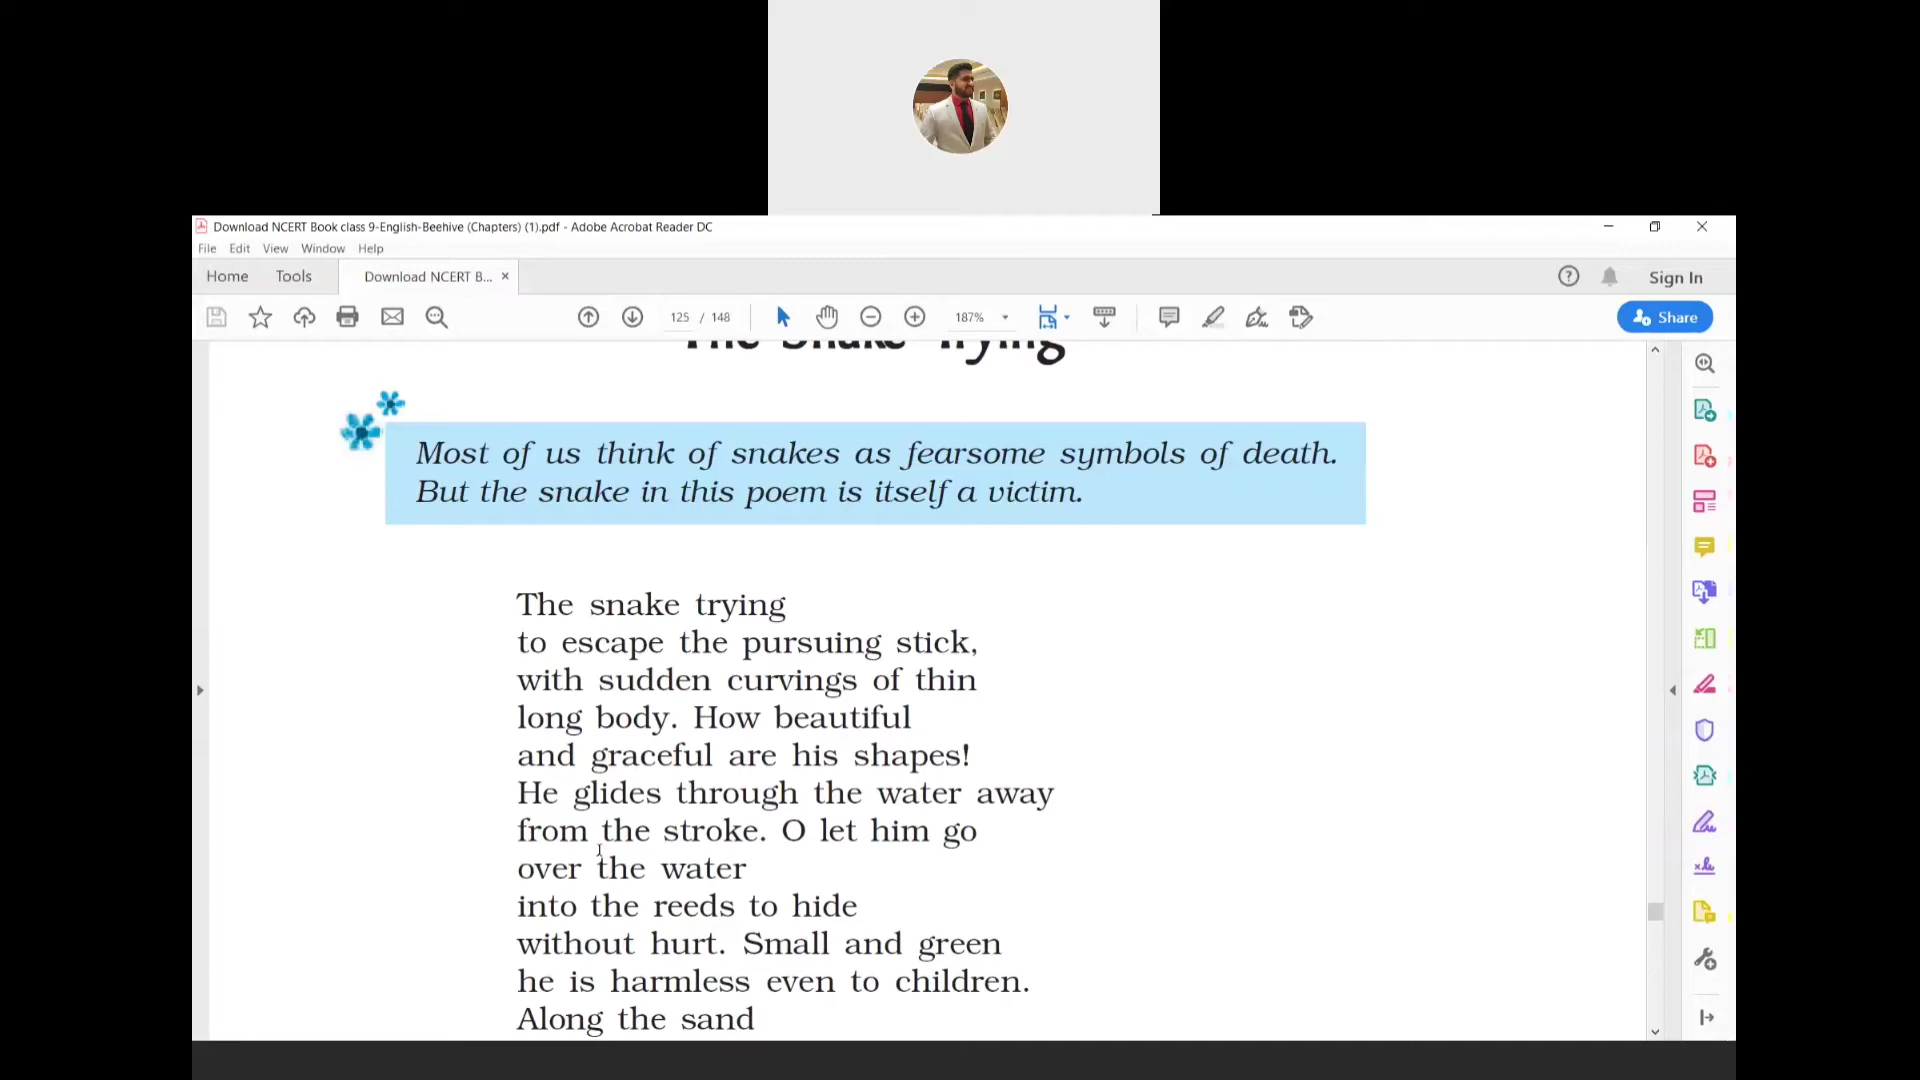 Download NCERT Book class 9-English-Beehive (Chapters) (1).pdf - Adobe Acrobat Reader DC
File Edit View Window Help
Home Tools Download NCERT B... × Sign In
125 / 148 187% Share
The Snake Trying
Most of us think of snakes as fearsome symbols of death.
But the snake in this poem is itself a victim.
The snake trying
to escape the pursuing stick,
with sudden curvings of thin
long body. How beautiful
and graceful are his shapes!
He glides through the water away
from the stroke. O let him go
over the water
into the reeds to hide
without hurt. Small and green
he is harmless even to children.
Along the sand